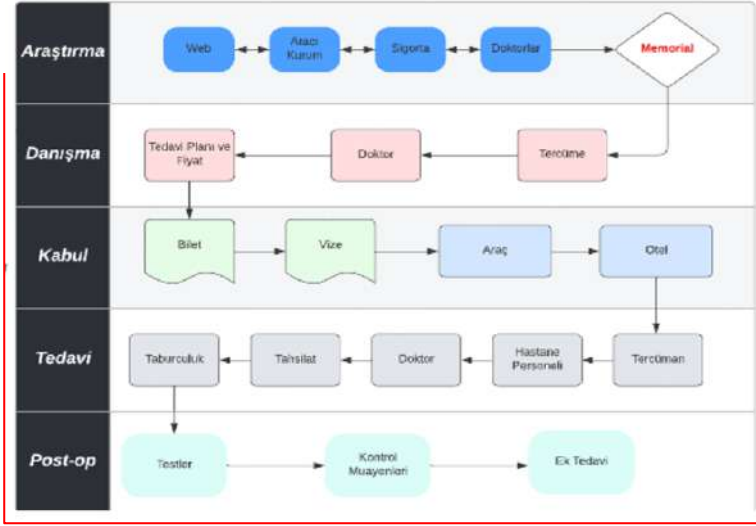 Araştırma
Web
Aracı
Kurum
Sigorta
Doktorlar
Memorial
Danışma
Tedavi Planı ve
Fiyat
Doktor
Tercüme
Kabul
Bilet
Vize
Araç
Otel
Tedavi
Taburculuk
Tahsilat
Doktor
Hastane
Personeli
Tercüman
Post-op
Testler
Kontrol
Muayenleri
Ek Tedavi